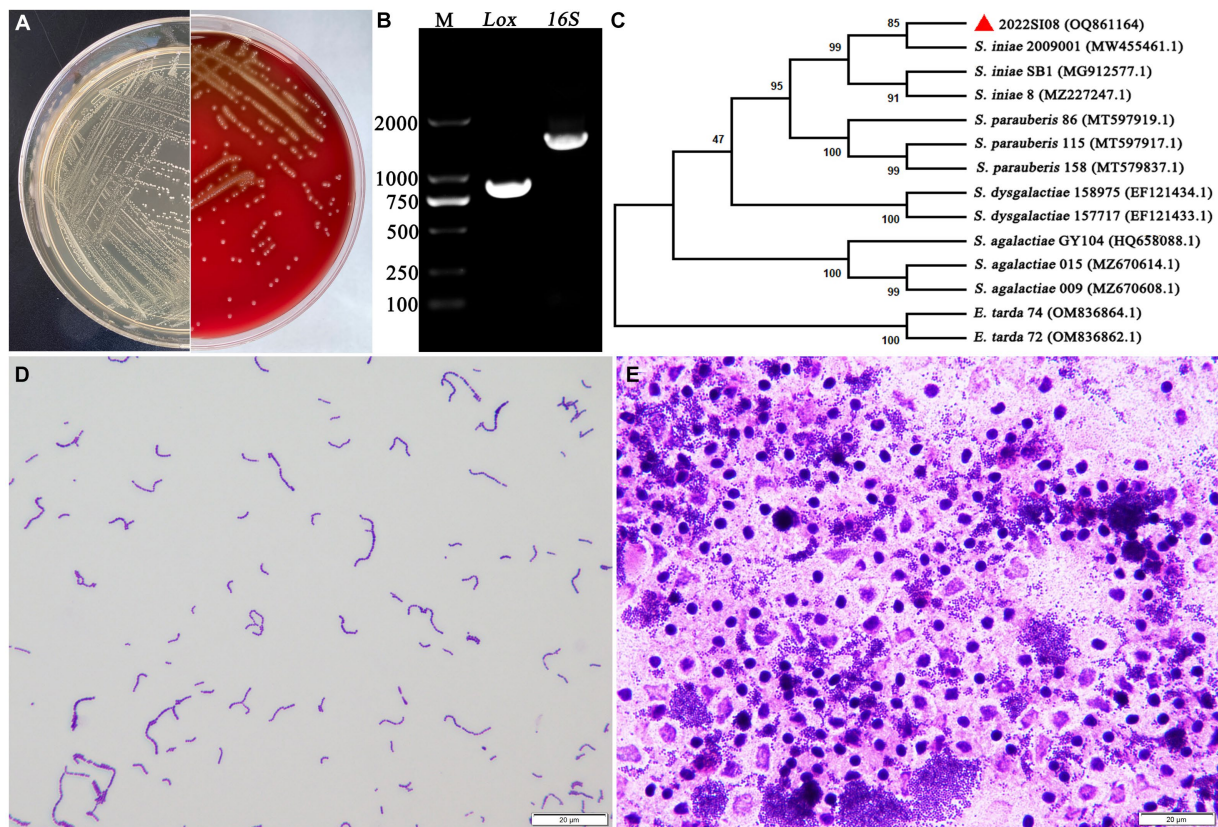 A
B
M Lox 16S
2000
1000
750
500
250
100
C
85
99
95
91
47
100
99
100
100
99
100
2022SI08 (OQ861164)
S. iniae 2009001 (MW455461.1)
S. iniae SB1 (MG912577.1)
S. iniae 8 (MZ227247.1)
S. parauberis 86 (MT597919.1)
S. parauberis 115 (MT597917.1)
S. parauberis 158 (MT579837.1)
S. dysgalactiae 158975 (EF121434.1)
S. dysgalactiae 157717 (EF121433.1)
S. agalactiae GY104 (HQ658088.1)
S. agalactiae 015 (MZ670614.1)
S. agalactiae 009 (MZ670608.1)
E. tarda 74 (OM836864.1)
E. tarda 72 (OM836862.1)
D
20 μm
E
20 μm